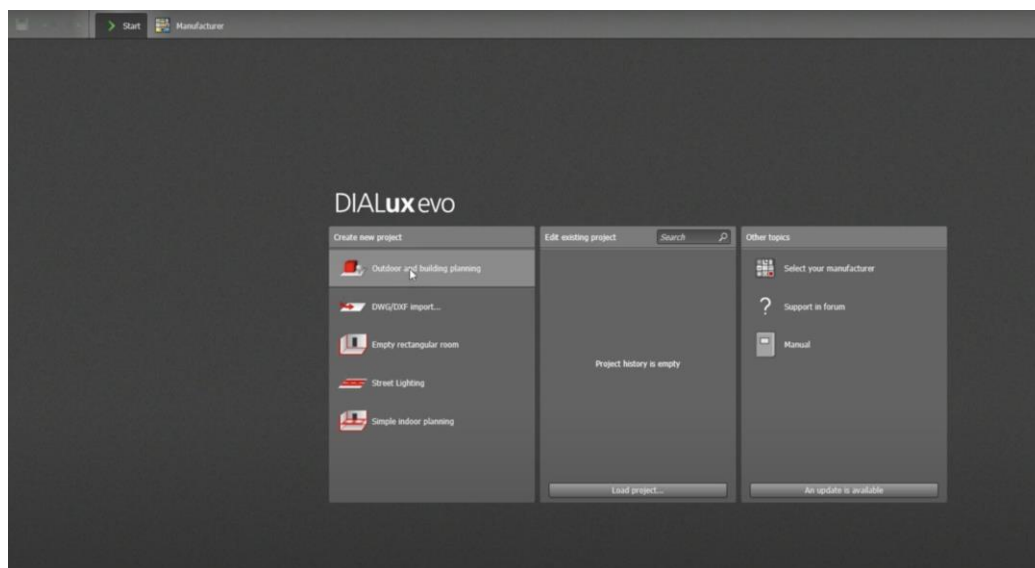 Start
Manufacturer
DIALux evo
Create new project
Outdoor and building planning
DWG/DXF import...
Empty rectangular room
Street Lighting
Simple indoor planning
Edit existing project
Search
Project history is empty
Load project...
Other topics
Select your manufacturer
Support in forum
Manual
An update is available